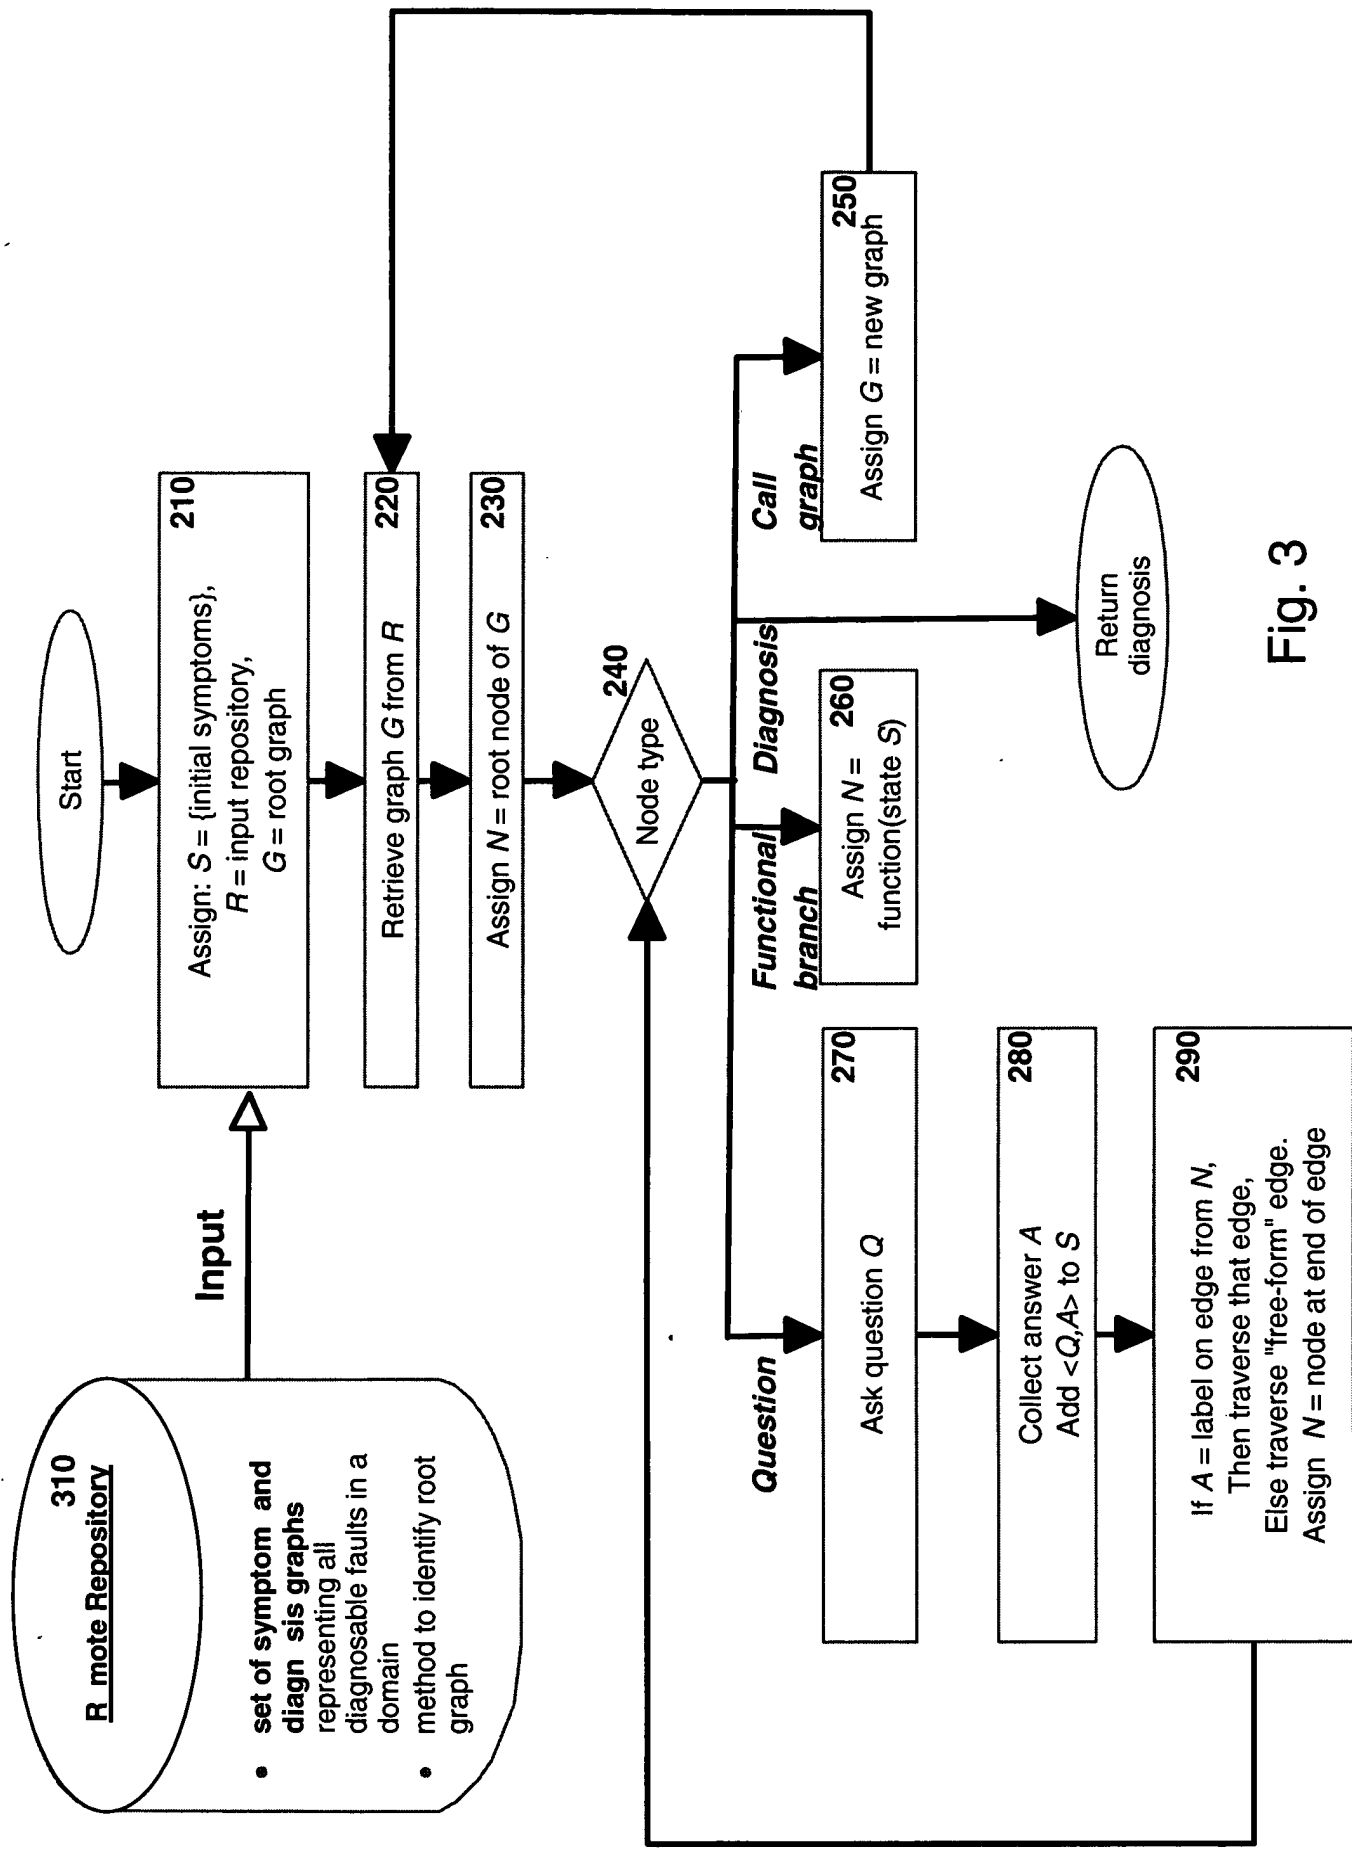 Start
310
R mote Repository
• set of symptom and
diagn sis graphs
representing all
diagnosable faults in a
domain
• method to identify root
graph
Input
210
Assign: S = {initial symptoms},
R = input repository,
G = root graph
220
Retrieve graph G from R
230
Assign N = root node of G
240
Node type
Question
Functional
branch
Diagnosis
Call
graph
270
Ask question Q
280
Collect answer A
Add <Q,A> to S
290
If A = label on edge from N,
Then traverse that edge,
Else traverse "free-form" edge.
Assign N = node at end of edge
260
Assign N =
function(state S)
250
Assign G = new graph
Return
diagnosis
Fig. 3